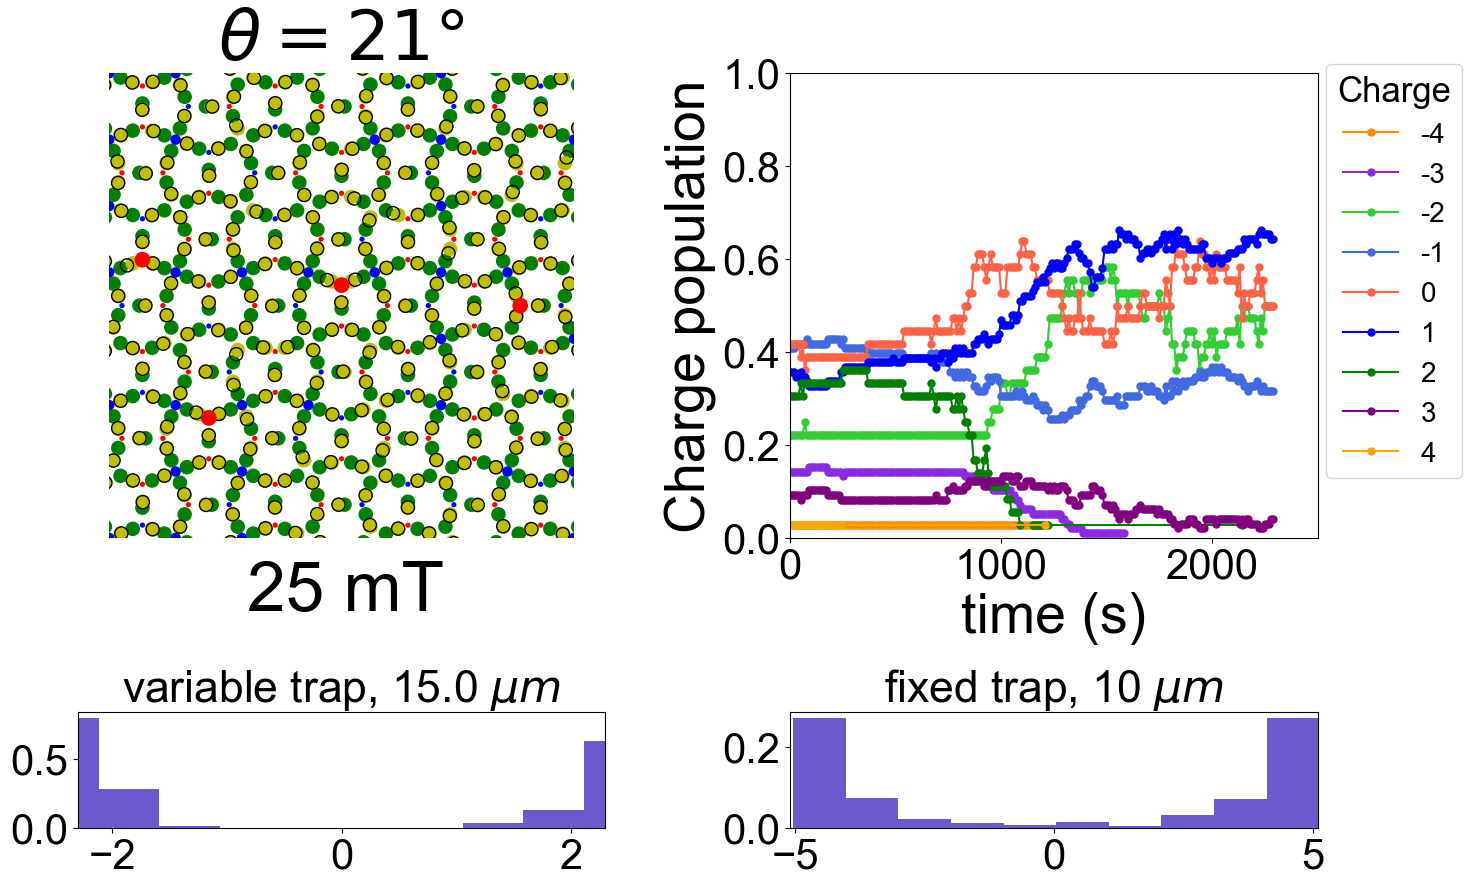 θ = 21°
25 mT
1.0
0.8
0.6
0.4
0.2
0.0
Charge population
0 1000 2000
time (s)
Charge
-4
-3
-2
-1
0
1
2
3
4
variable trap, 15.0 μm
0.5
0.0
−2 0 2
fixed trap, 10 μm
0.2
0.0
−5 0 5